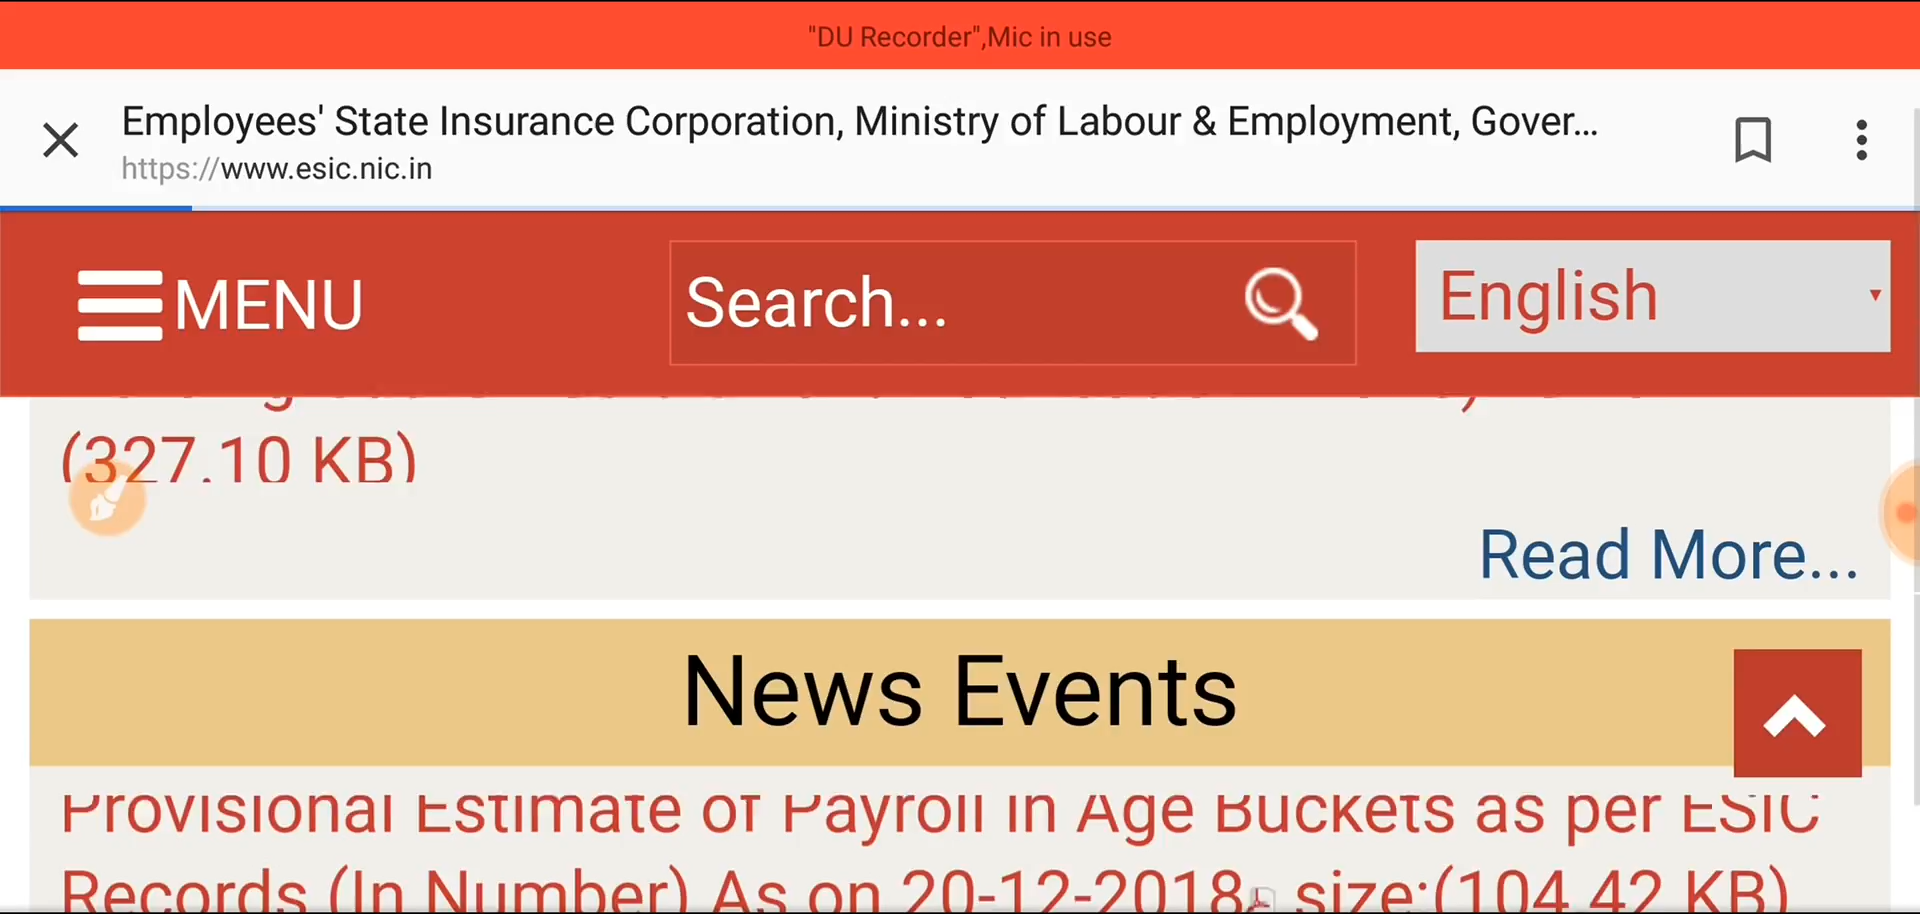 "DU Recorder",Mic in use
Employees' State Insurance Corporation, Ministry of Labour & Employment, Gover...
https://www.esic.nic.in
MENU
Search...
English
(327.10 KB)
Read More...
News Events
Provisional Estimate of Payroll in Age Buckets as per ESIC
Records (In Number) As on 20-12-2018, size:(104.42 KB)